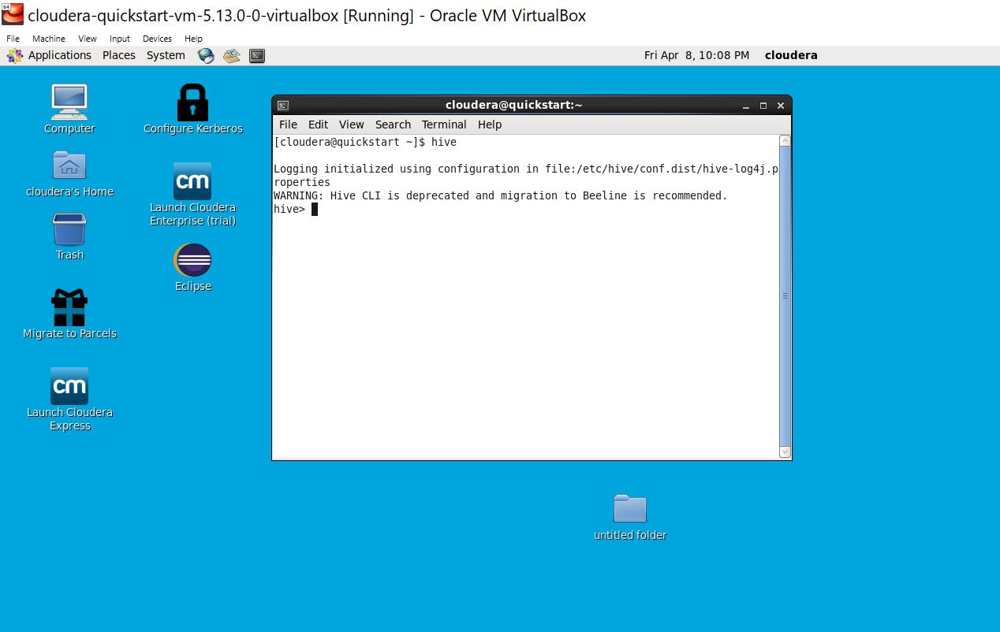 64
cloudera-quickstart-vm-5.13.0-0-virtualbox [Running] - Oracle VM VirtualBox
File Machine View Input Devices Help
Applications Places System Fri Apr 8, 10:08 PM cloudera
Computer
Configure Kerberos
cloudera's Home
cm
Launch Cloudera
Enterprise (trial)
Trash
Eclipse
Migrate to Parcels
cm
Launch Cloudera
Express
cloudera@quickstart:~
File Edit View Search Terminal Help
[cloudera@quickstart ~]$ hive
Logging initialized using configuration in file:/etc/hive/conf.dist/hive-log4j.p
roperties
WARNING: Hive CLI is deprecated and migration to Beeline is recommended.
hive>
untitled folder